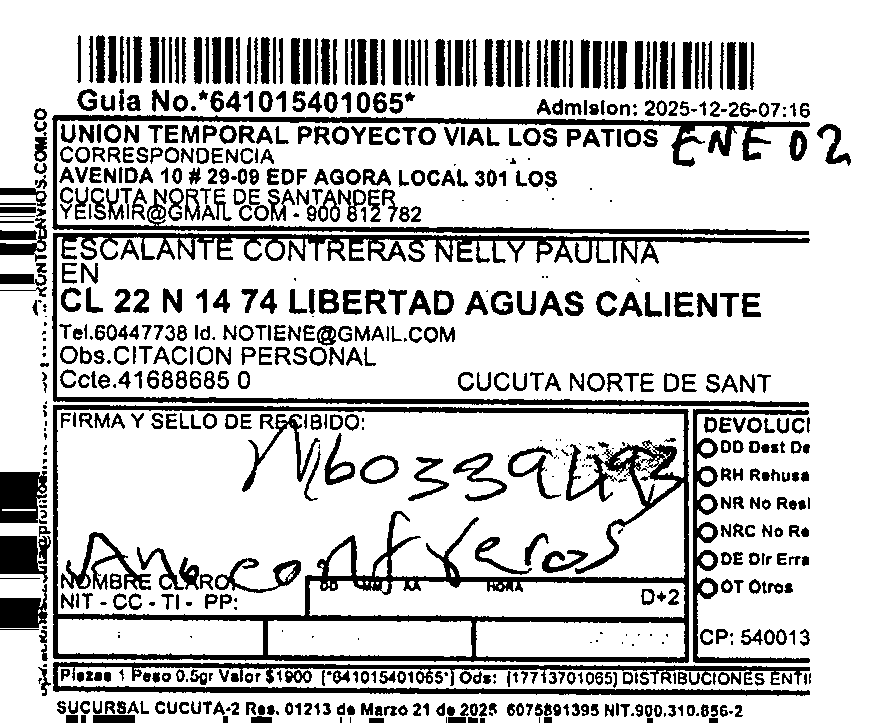 Guia No.*641015401065*
Admision: 2025-12-26-07:16
UNION TEMPORAL PROYECTO VIAL LOS PATIOS
ENE 02
CORRESPONDENCIA
AVENIDA 10 # 29-09 EDF AGORA LOCAL 301 LOS
CUCUTA NORTE DE SANTANDER
YEISMIR@GMAIL COM - 900 812 782
ESCALANTE CONTRERAS NELLY PAULINA
EN
CL 22 N 14 74 LIBERTAD AGUAS CALIENTE
Tel.60447738 Id. NOTIENE@GMAIL.COM
Obs.CITACION PERSONAL
Ccte.41688685 0
CUCUTA NORTE DE SANT
FIRMA Y SELLO DE RECIBIDO:
Ana contreros
NOMBRE CLARO:
NIT - CC - TI - PP:
DD MM AA HORA
D+2
DEVOLUCI
DD Dest De
RH Rehusa
NR No Resi
NRC No Re
DE Dir Erra
OT Otros
CP: 540013
Piezas 1 Peso 0.5gr Valor $1900 [*641015401065*] Ods: (17713701065) DISTRIBUCIONES ENTI
SUCURSAL CUCUTA-2 Res. 01213 de Marzo 21 de 2025 6075891395 NIT.900.310.856-2